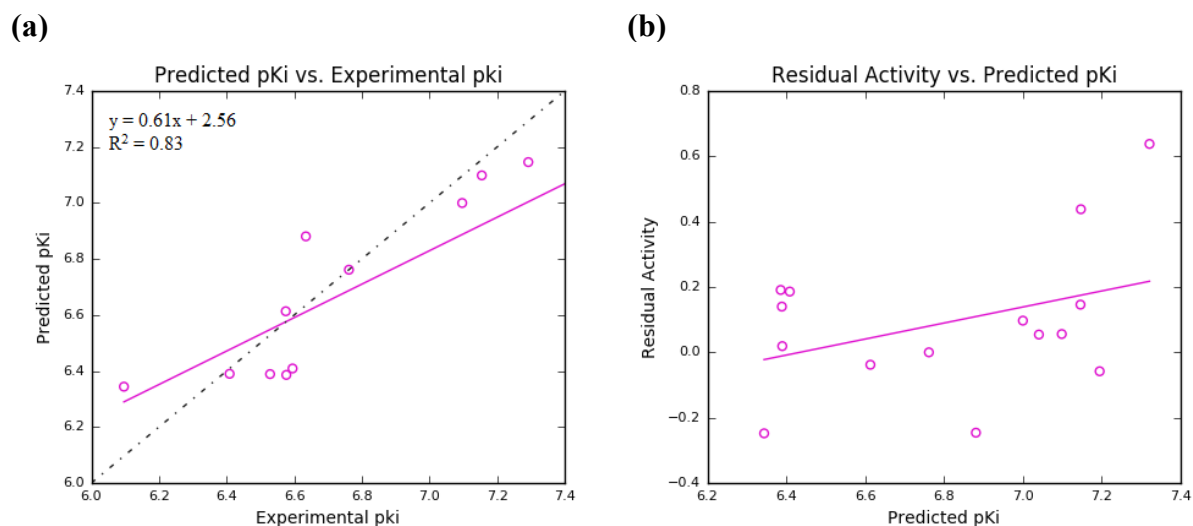 (a)
Predicted pKi vs. Experimental pki
7.4
7.2
7.0
6.8
6.6
6.4
6.2
6.0
y = 0.61x + 2.56
R² = 0.83
Predicted pKi
6.0 6.2 6.4 6.6 6.8 7.0 7.2 7.4
Experimental pki
(b)
Residual Activity vs. Predicted pKi
0.8
0.6
0.4
0.2
0.0
−0.2
−0.4
Residual Activity
6.2 6.4 6.6 6.8 7.0 7.2 7.4
Predicted pKi